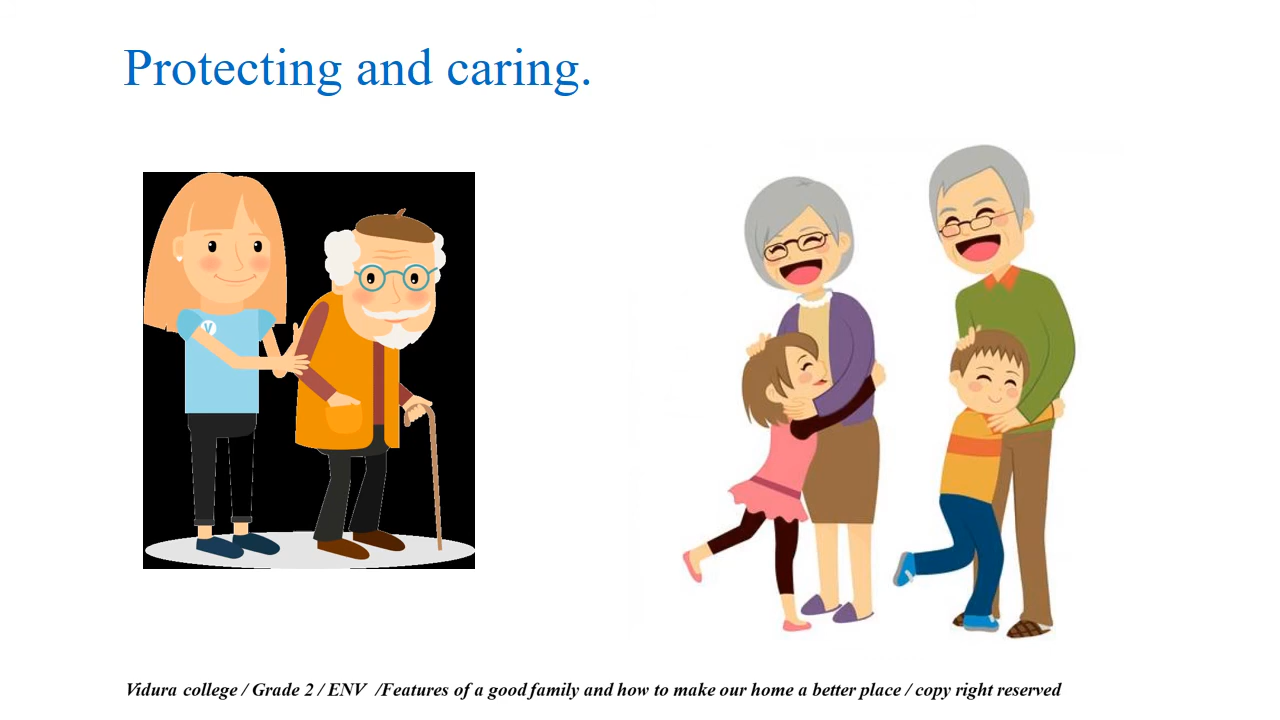 Protecting and caring.
V
Vidura college / Grade 2 / ENV /Features of a good family and how to make our home a better place / copy right reserved